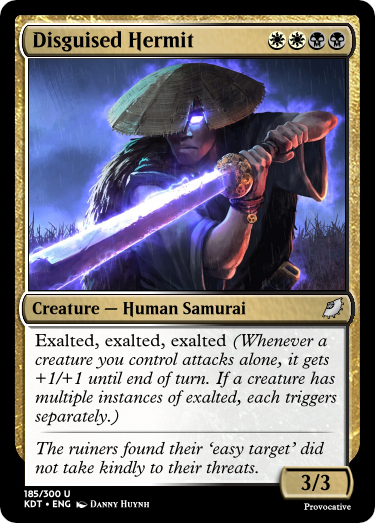 Disguised Hermit
Creature — Human Samurai
Exalted, exalted, exalted (Whenever a
creature you control attacks alone, it gets
+1/+1 until end of turn. If a creature has
multiple instances of exalted, each triggers
separately.)
The ruiners found their ‘easy target’ did
not take kindly to their threats.
3/3
185/300 U
KDT • ENG Danny Huynh
Provocative